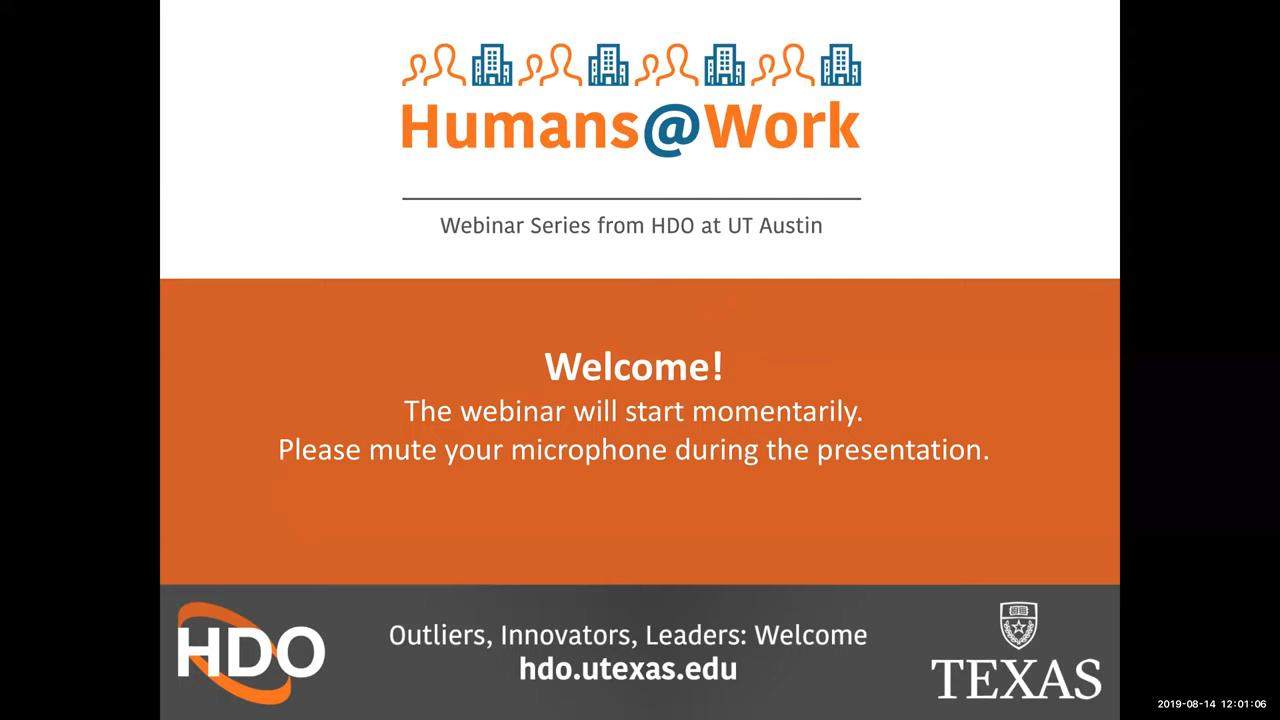 Humans@Work
Webinar Series from HDO at UT Austin
Welcome!
The webinar will start momentarily.
Please mute your microphone during the presentation.
HDO
Outliers, Innovators, Leaders: Welcome
hdo.utexas.edu
TEXAS
2019-08-14 12:01:06